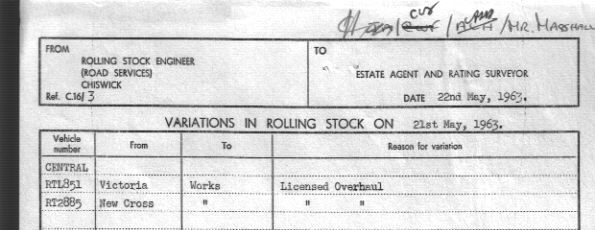 CUS
/ MR. MARSHALL
FROM
ROLLING STOCK ENGINEER
(ROAD SERVICES)
CHISWICK
Ref. C.16/ 3
TO
ESTATE AGENT AND RATING SURVEYOR
DATE 22nd May, 1963.
VARIATIONS IN ROLLING STOCK ON 21st May, 1963.
Vehicle number From To Reason for variation
CENTRAL
RTL851 Victoria Works Licensed Overhaul
RT2885 New Cross " " "